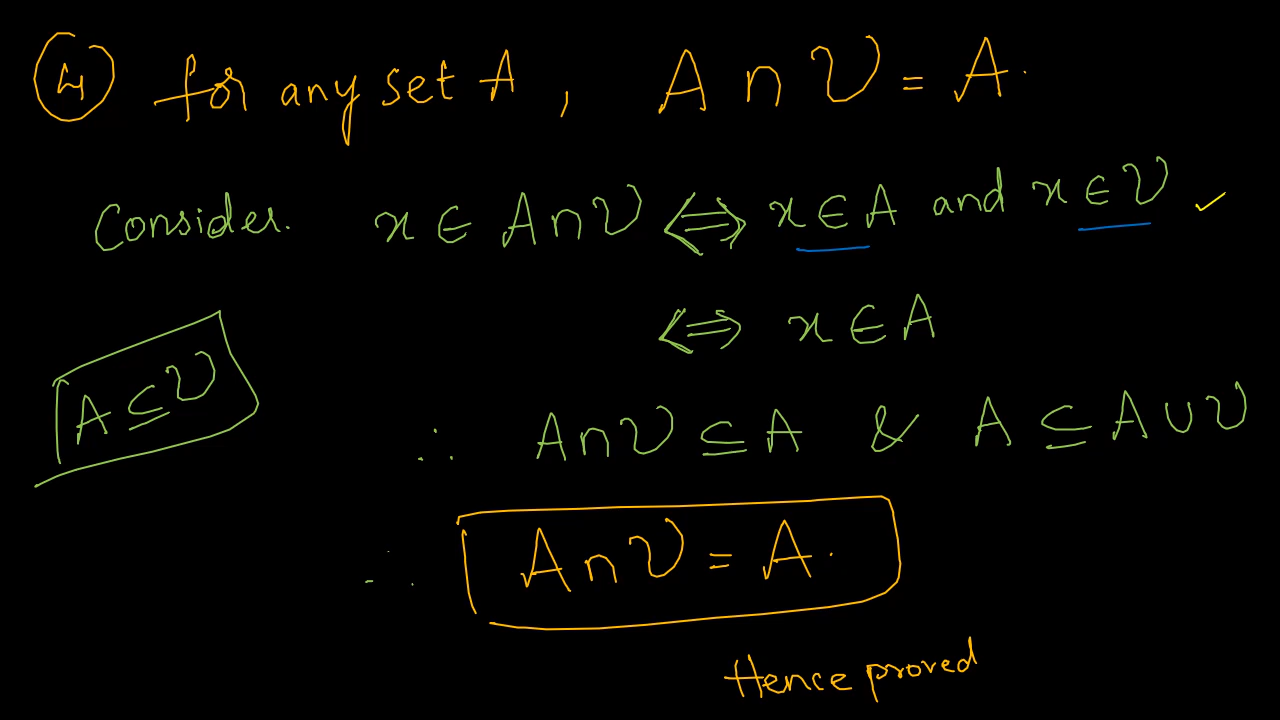 ④ for any set A, A ∩ U = A.
Consider. x ∈ A∩U ⟺ x ∈ A and x ∈ U ✓
⟺ x ∈ A
A ⊆ U
∴ A∩U ⊆ A & A ⊆ A∪U
∴ A∩U = A.
Hence proved